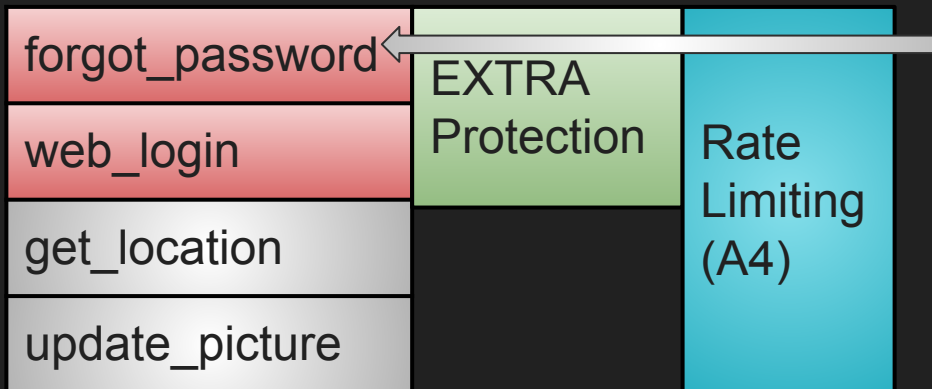 forgot_password
web_login
get_location
update_picture
EXTRA
Protection
Rate
Limiting
(A4)